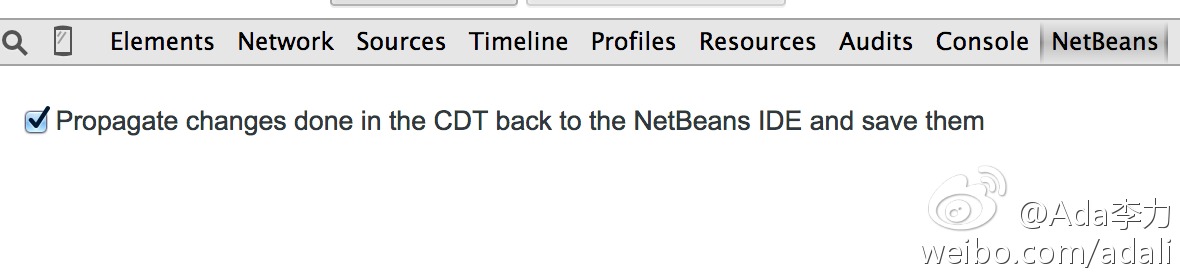 Elements Network Sources Timeline Profiles Resources Audits Console NetBeans
Propagate changes done in the CDT back to the NetBeans IDE and save them
@Ada李力
weibo.com/adali